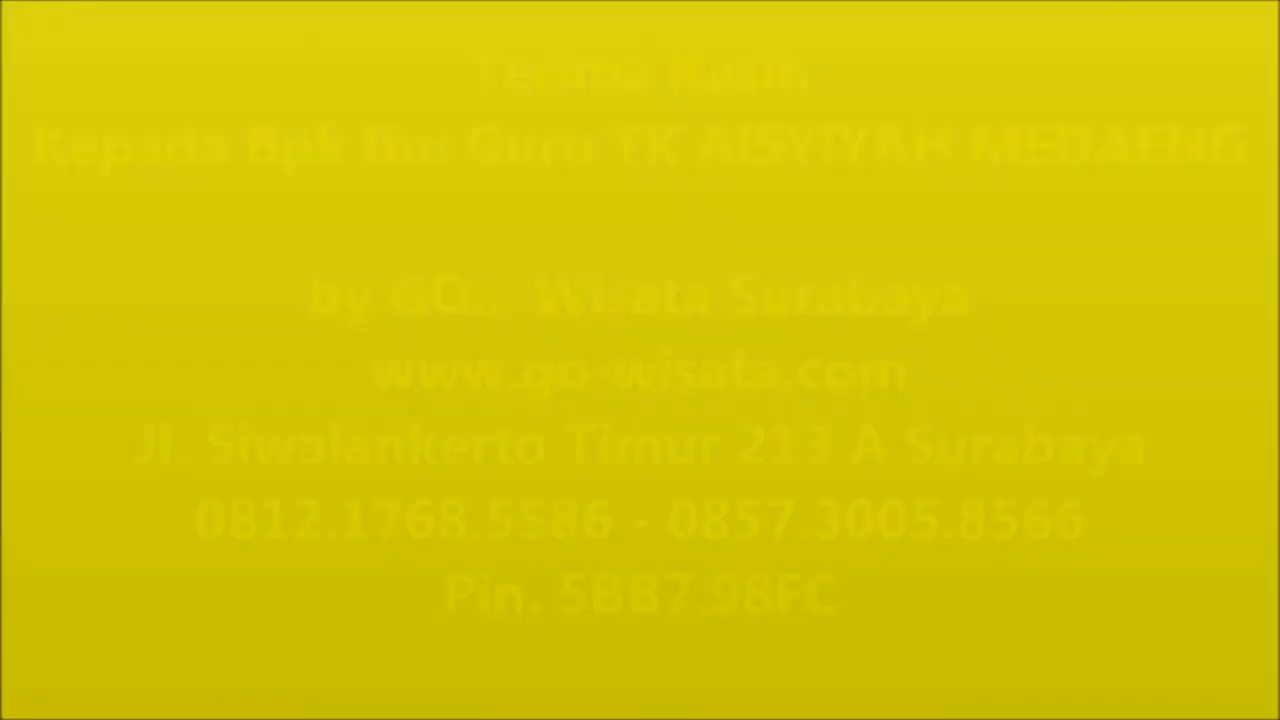 Terima Kasih
Kepada Bpk Ibu Guru TK AISYIYAH MEDAENG
by GO... Wisata Surabaya
www.go-wisata.com
Jl. Siwalankerto Timur 213 A Surabaya
0812.1768.5586 - 0857.3005.8566
Pin. 5BB7.98FC